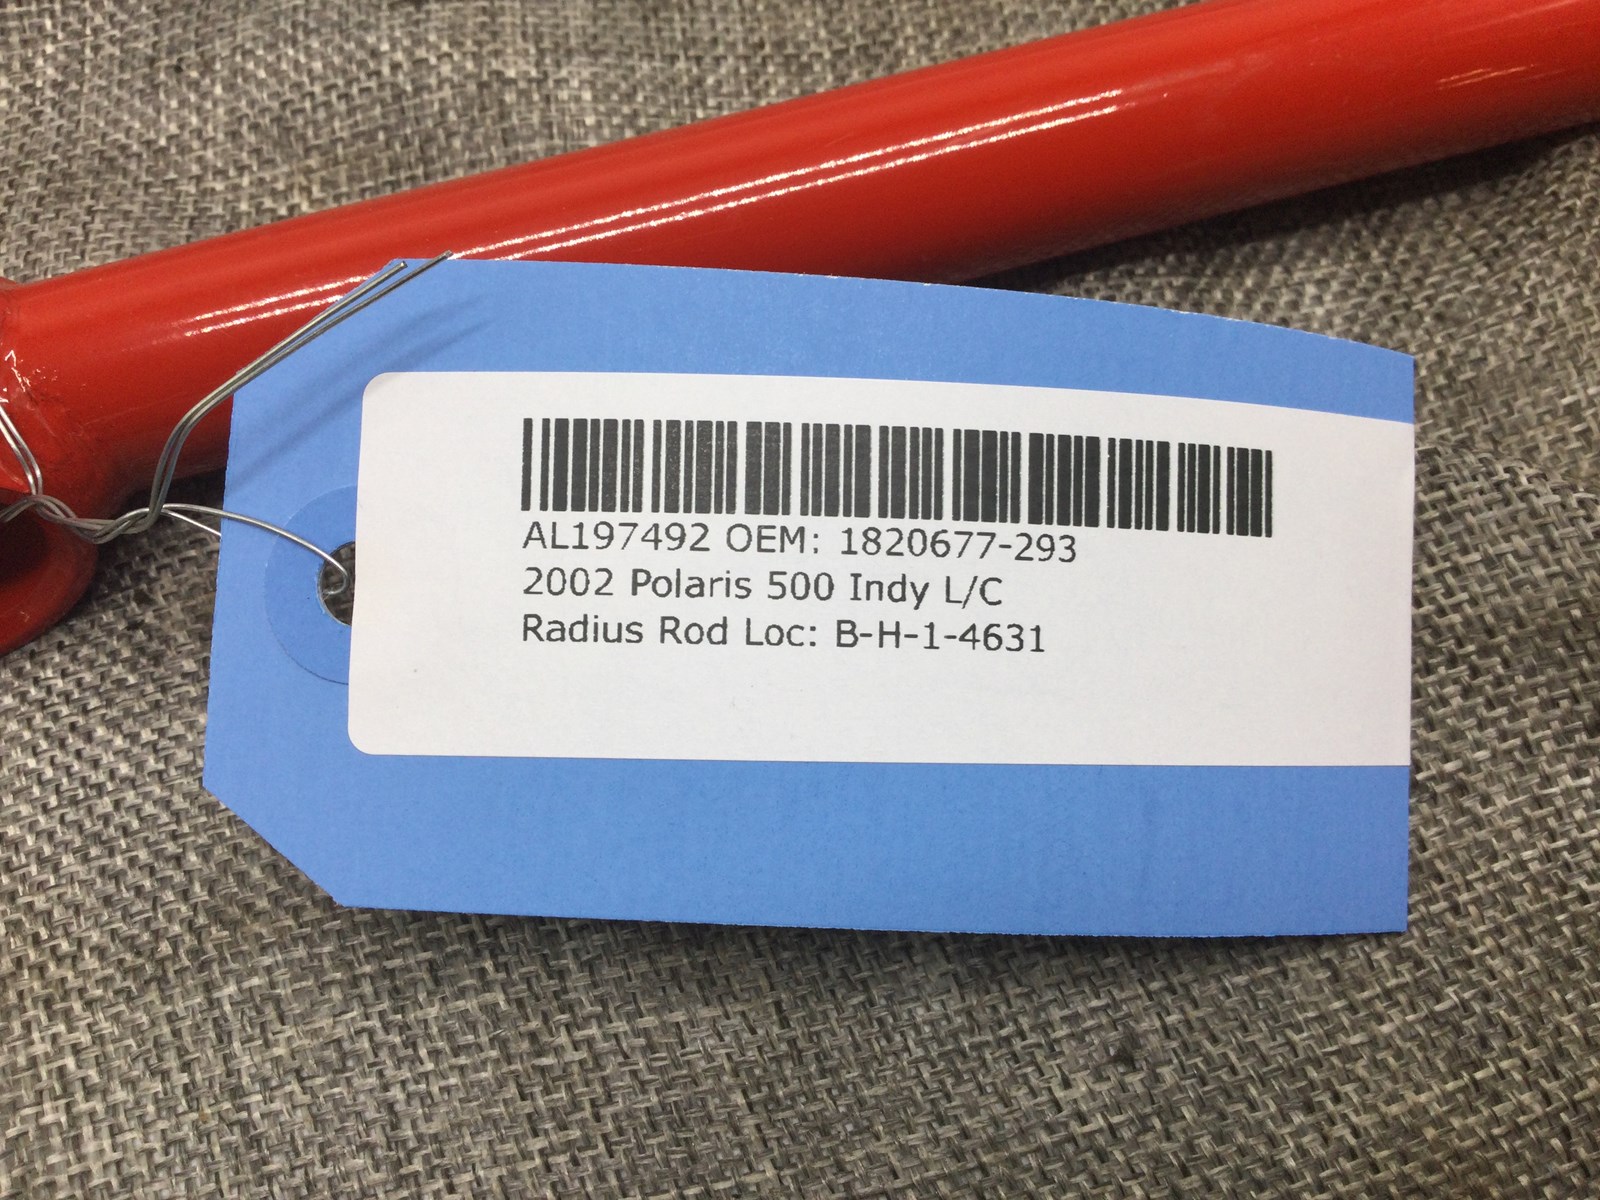 AL197492 OEM: 1820677-293
2002 Polaris 500 Indy L/C
Radius Rod Loc: B-H-1-4631